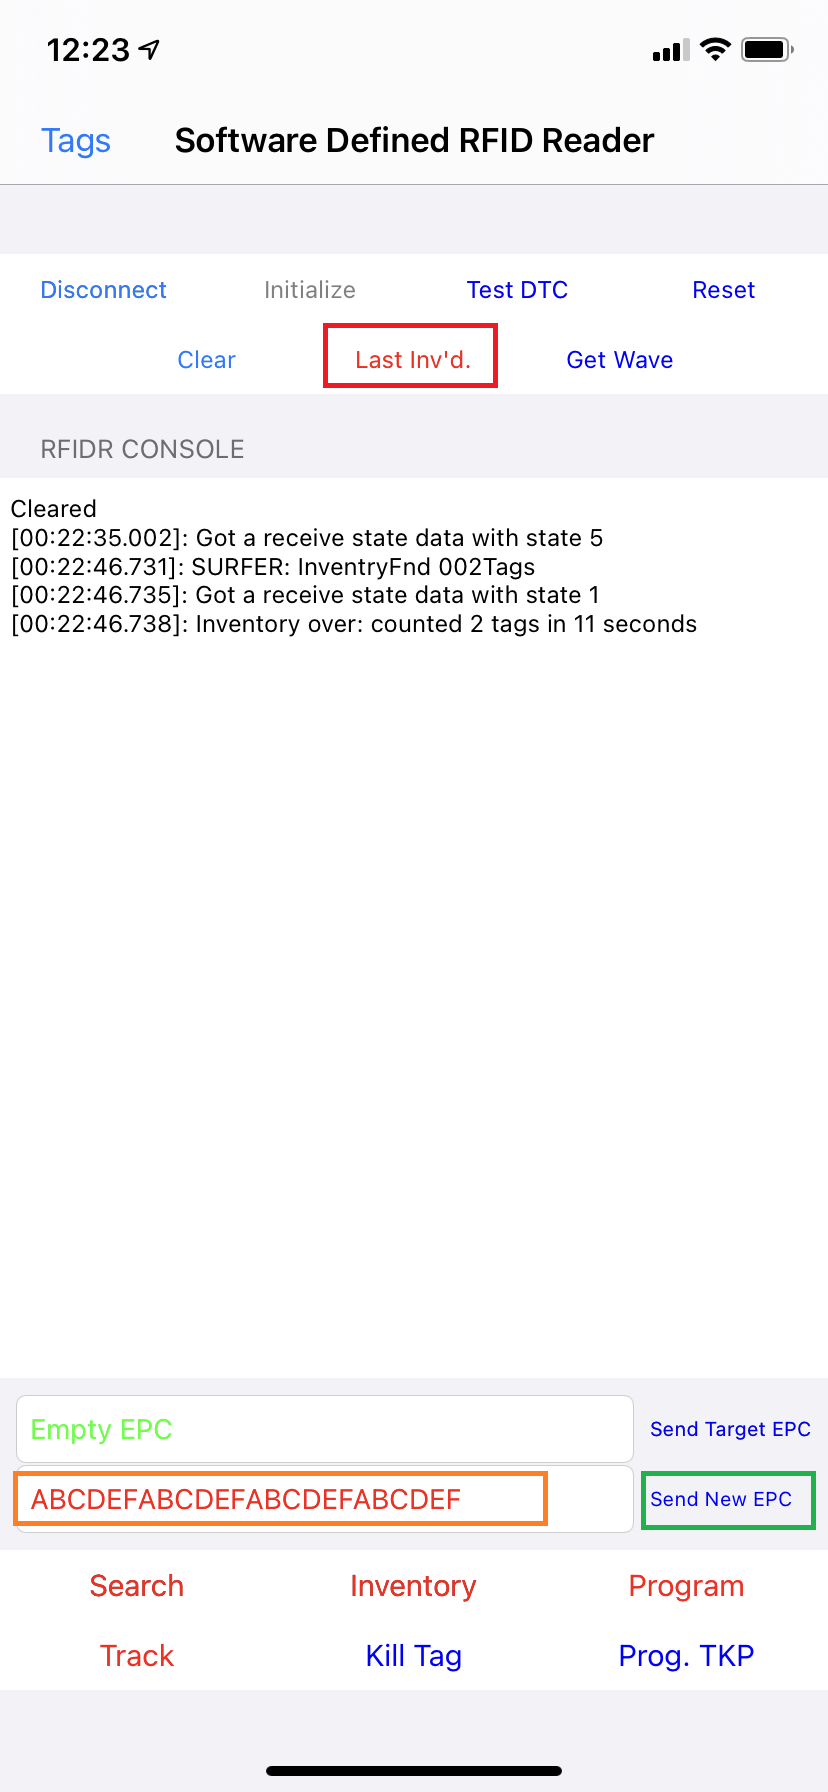 12:23
Tags Software Defined RFID Reader
Disconnect Initialize Test DTC Reset
Clear Last Inv'd. Get Wave
RFIDR CONSOLE
Cleared
[00:22:35.002]: Got a receive state data with state 5
[00:22:46.731]: SURFER: InventryFnd 002Tags
[00:22:46.735]: Got a receive state data with state 1
[00:22:46.738]: Inventory over: counted 2 tags in 11 seconds
Empty EPC Send Target EPC
ABCDEFABCDEFABCDEFABCDEF Send New EPC
Search Inventory Program
Track Kill Tag Prog. TKP